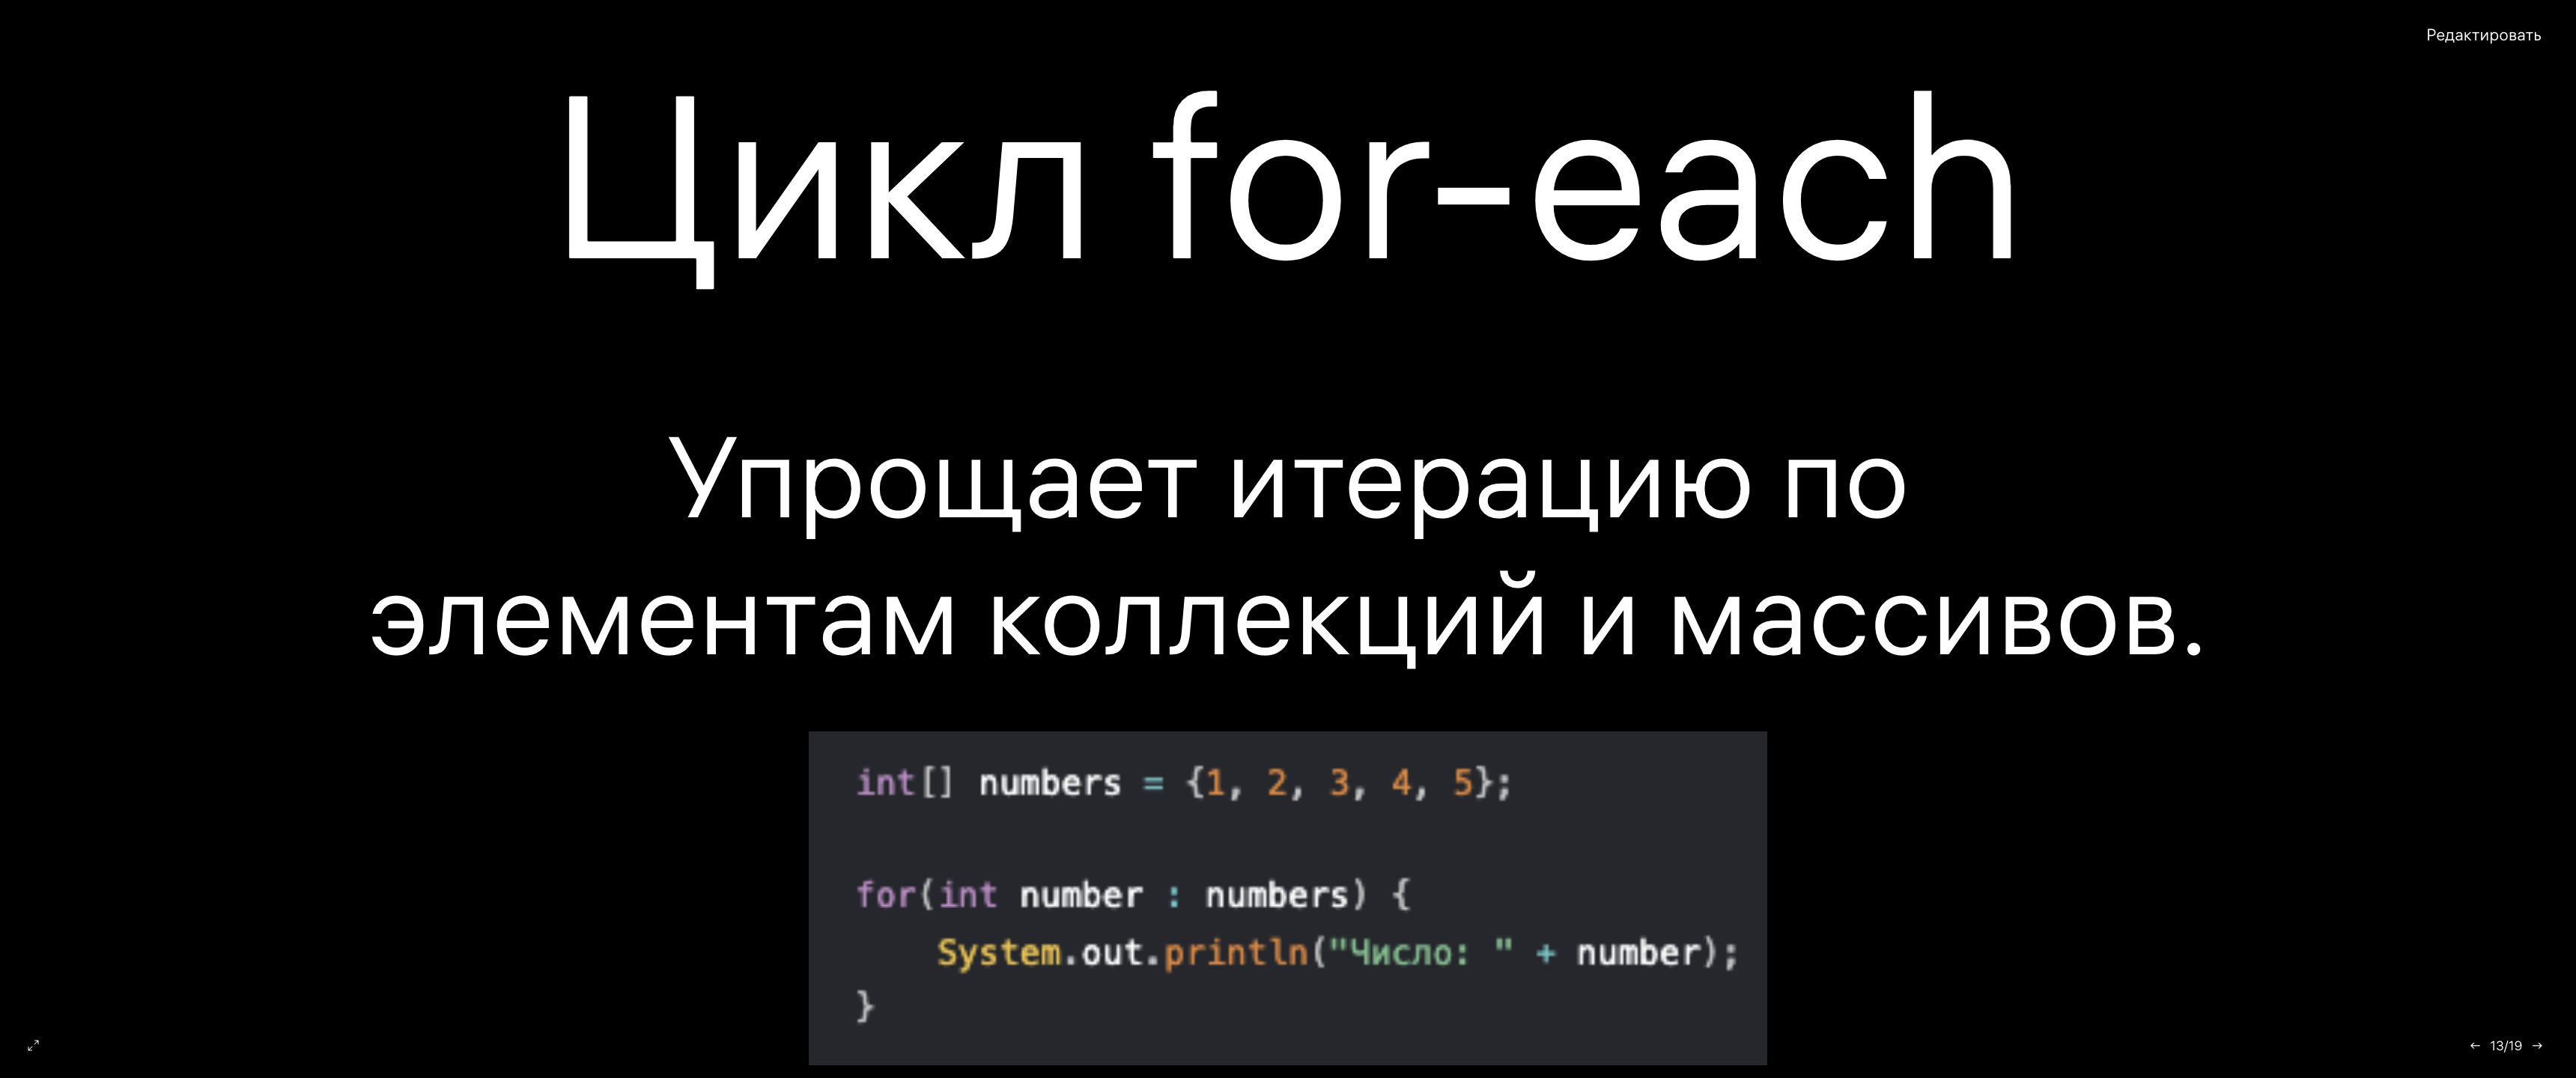 Редактировать
Цикл for-each
Упрощает итерацию по
элементам коллекций и массивов.
int[] numbers = {1, 2, 3, 4, 5};
for(int number : numbers) {
System.out.println("Число: " + number);
}
← 13/19 →